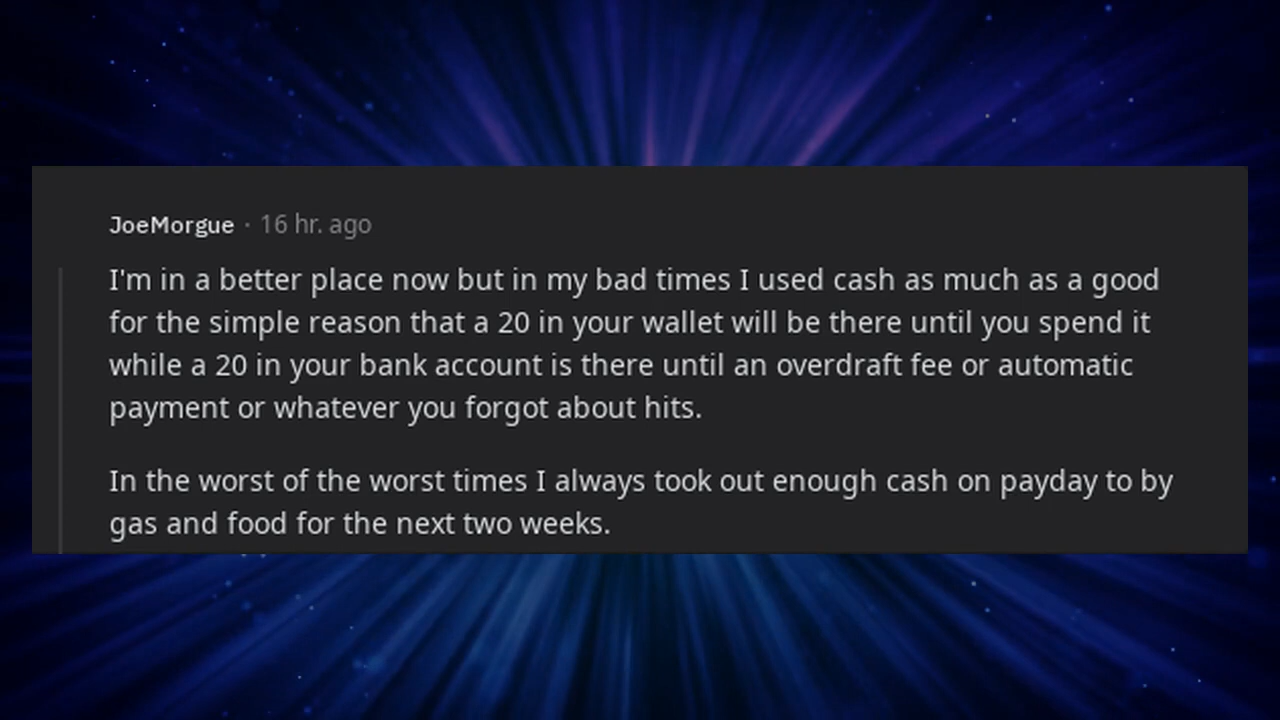 JoeMorgue · 16 hr. ago
I'm in a better place now but in my bad times I used cash as much as a good
for the simple reason that a 20 in your wallet will be there until you spend it
while a 20 in your bank account is there until an overdraft fee or automatic
payment or whatever you forgot about hits.
In the worst of the worst times I always took out enough cash on payday to by
gas and food for the next two weeks.